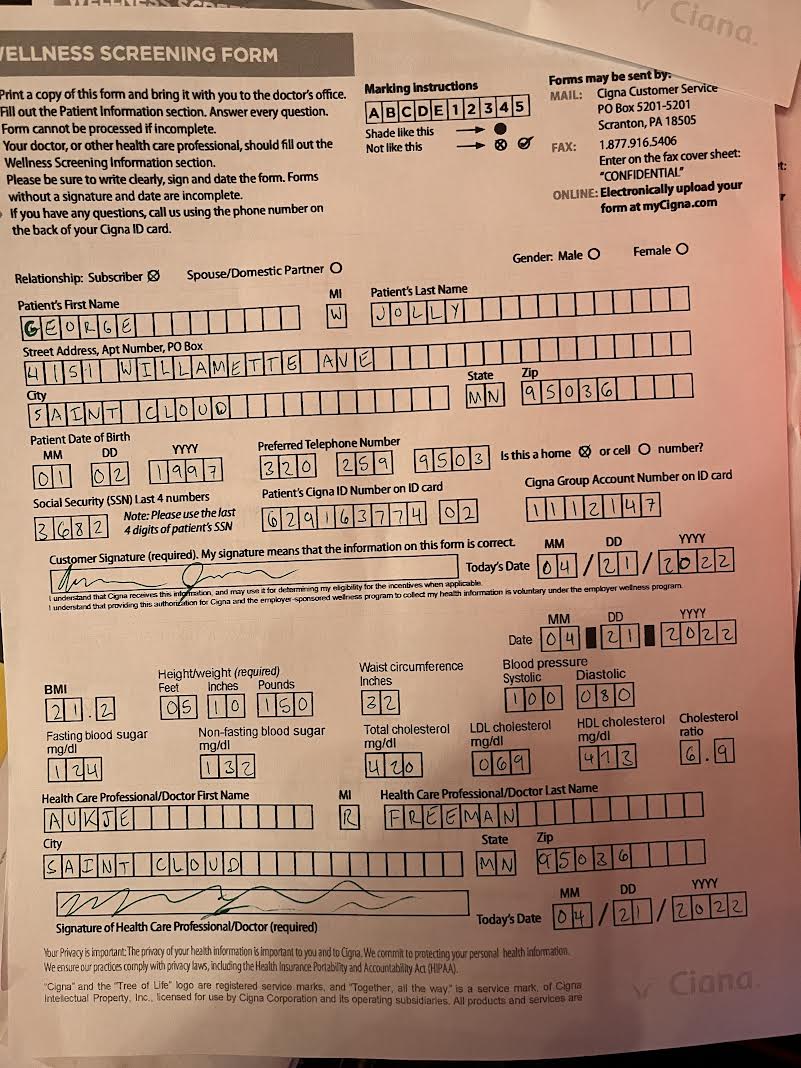 WELLNESS SCREENING FORM
Ciana.
Print a copy of this form and bring it with you to the doctor's office.
Fill out the Patient Information section. Answer every question.
Form cannot be processed if incomplete.
Your doctor, or other health care professional, should fill out the
Wellness Screening Information section.
Please be sure to write clearly, sign and date the form. Forms
without a signature and date are incomplete.
If you have any questions, call us using the phone number on
the back of your Cigna ID card.
Marking instructions
A B C D E 1 2 3 4 5
Shade like this
Not like this
Forms may be sent by:
MAIL: Cigna Customer Service
PO Box 5201-5201
Scranton, PA 18505
FAX: 1.877.916.5406
Enter on the fax cover sheet:
"CONFIDENTIAL"
ONLINE: Electronically upload your
form at myCigna.com
Relationship: Subscriber Spouse/Domestic Partner Gender: Male Female
Patient's First Name MI Patient's Last Name
GEORGE W JOLLY
Street Address, Apt Number, PO Box
4151 WILLAMETTE AVE
City State Zip
SAINT CLOUD MN 95036
Patient Date of Birth Preferred Telephone Number
MM DD YYYY
01 02 1997 320 259 9503 Is this a home or cell number?
Social Security (SSN) Last 4 numbers Patient's Cigna ID Number on ID card Cigna Group Account Number on ID card
3682 Note: Please use the last
4 digits of patient's SSN
629163774 02 1112147
Customer Signature (required). My signature means that the information on this form is correct.
MM DD YYYY
Today's Date 04/21/2022
I understand that Cigna receives this information, and may use it for determining my eligibility for the incentives when applicable.
I understand that providing this authorization for Cigna and the employer-sponsored wellness program to collect my health information is voluntary under the employer wellness program.
MM DD YYYY
Date 04 21 2022
BMI Height/weight (required) Waist circumference Blood pressure
Feet Inches Pounds Inches Systolic Diastolic
21.2 05 10 150 32 100 080
Fasting blood sugar Non-fasting blood sugar Total cholesterol LDL cholesterol HDL cholesterol Cholesterol
mg/dl mg/dl mg/dl mg/dl mg/dl ratio
124 132 420 069 473 6.9
Health Care Professional/Doctor First Name MI Health Care Professional/Doctor Last Name
AUKJE R FREEMAN
City State Zip
SAINT CLOUD MN 95036
MM DD YYYY
Signature of Health Care Professional/Doctor (required) Today's Date 04/21/2022
Your Privacy is important: The privacy of your health information is important to you and to Cigna. We commit to protecting your personal health information.
We ensure our practices comply with privacy laws, including the Health Insurance Portability and Accountability Act (HIPAA).
"Cigna" and the "Tree of Life" logo are registered service marks, and "Together, all the way." is a service mark, of Cigna
Intellectual Property, Inc., licensed for use by Cigna Corporation and its operating subsidiaries. All products and services are
Ciana.